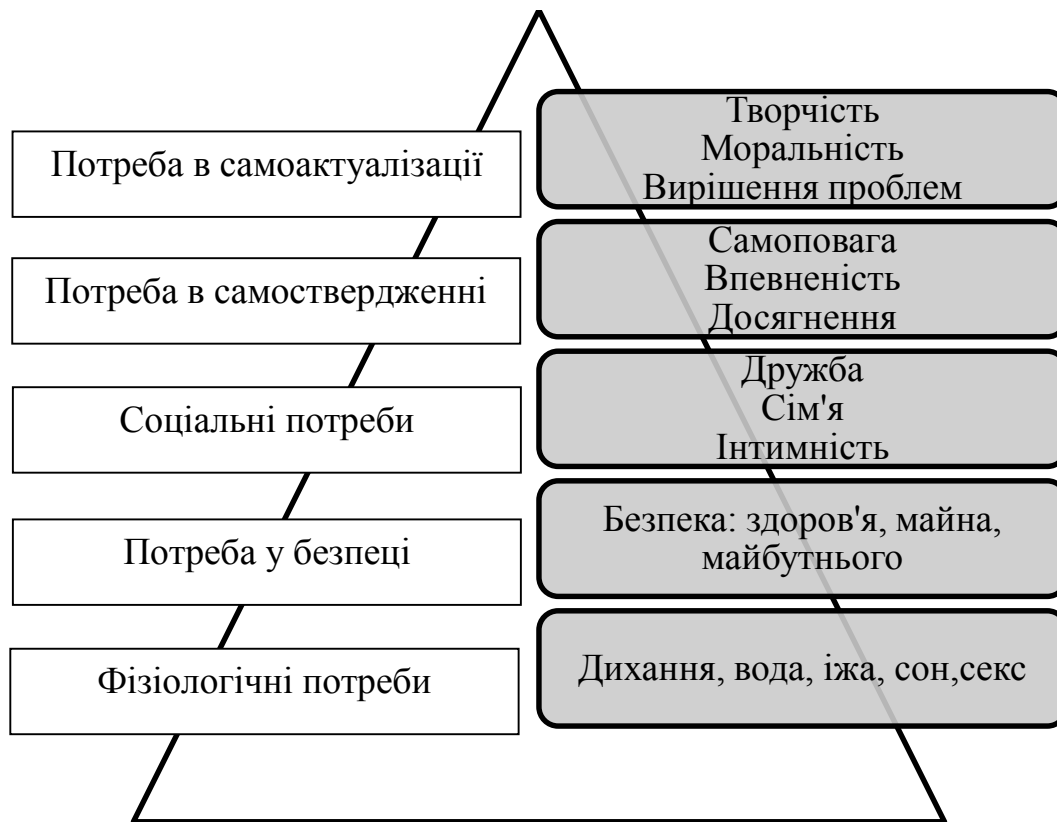 Потреба в самоактуалізації
Творчість
Моральність
Вирішення проблем
Потреба в самоствердженні
Самоповага
Впевненість
Досягнення
Соціальні потреби
Дружба
Сім'я
Інтимність
Потреба у безпеці
Безпека: здоров'я, майна,
майбутнього
Фізіологічні потреби
Дихання, вода, іжа, сон,секс